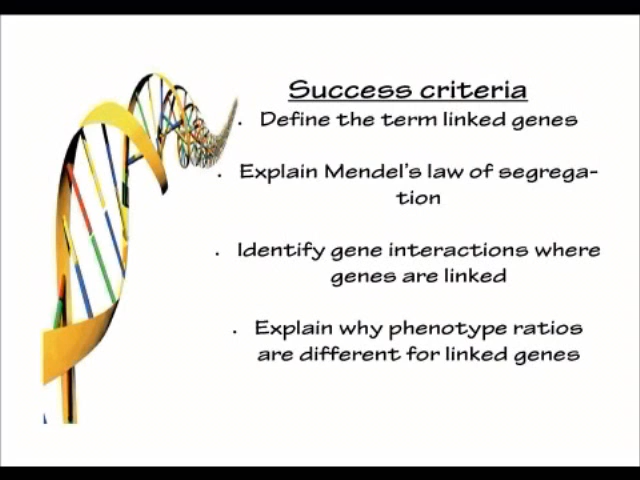 Success criteria
. Define the term linked genes
. Explain Mendel's law of segrega-
tion
. Identify gene interactions where
genes are linked
. Explain why phenotype ratios
are different for linked genes